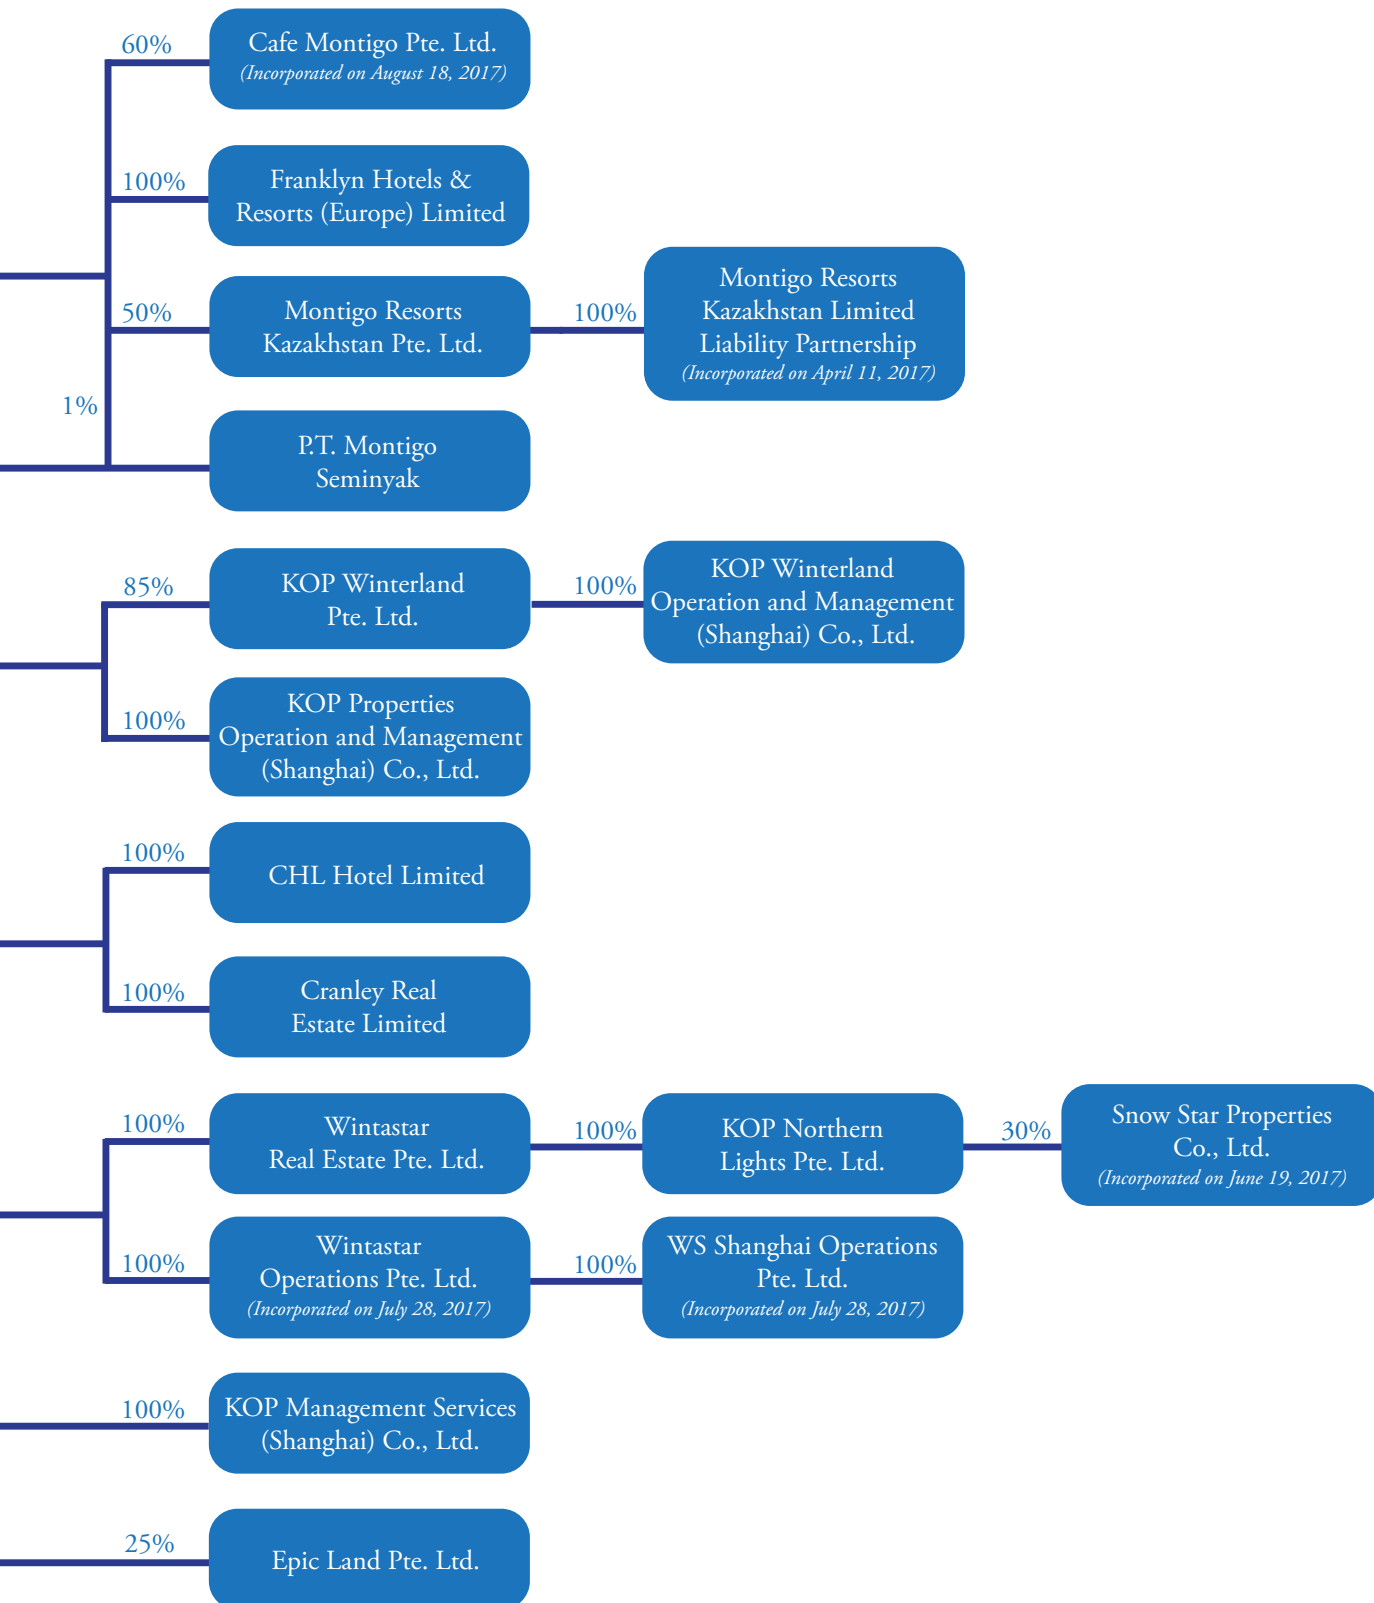 60%
Cafe Montigo Pte. Ltd.
(Incorporated on August 18, 2017)
100%
Franklyn Hotels &
Resorts (Europe) Limited
50%
Montigo Resorts
Kazakhstan Pte. Ltd.
100%
Montigo Resorts
Kazakhstan Limited
Liability Partnership
(Incorporated on April 11, 2017)
1%
P.T. Montigo
Seminyak
85%
KOP Winterland
Pte. Ltd.
100%
KOP Winterland
Operation and Management
(Shanghai) Co., Ltd.
100%
KOP Properties
Operation and Management
(Shanghai) Co., Ltd.
100%
CHL Hotel Limited
100%
Cranley Real
Estate Limited
100%
Wintastar
Real Estate Pte. Ltd.
100%
KOP Northern
Lights Pte. Ltd.
30%
Snow Star Properties
Co., Ltd.
(Incorporated on June 19, 2017)
100%
Wintastar
Operations Pte. Ltd.
(Incorporated on July 28, 2017)
100%
WS Shanghai Operations
Pte. Ltd.
(Incorporated on July 28, 2017)
100%
KOP Management Services
(Shanghai) Co., Ltd.
25%
Epic Land Pte. Ltd.